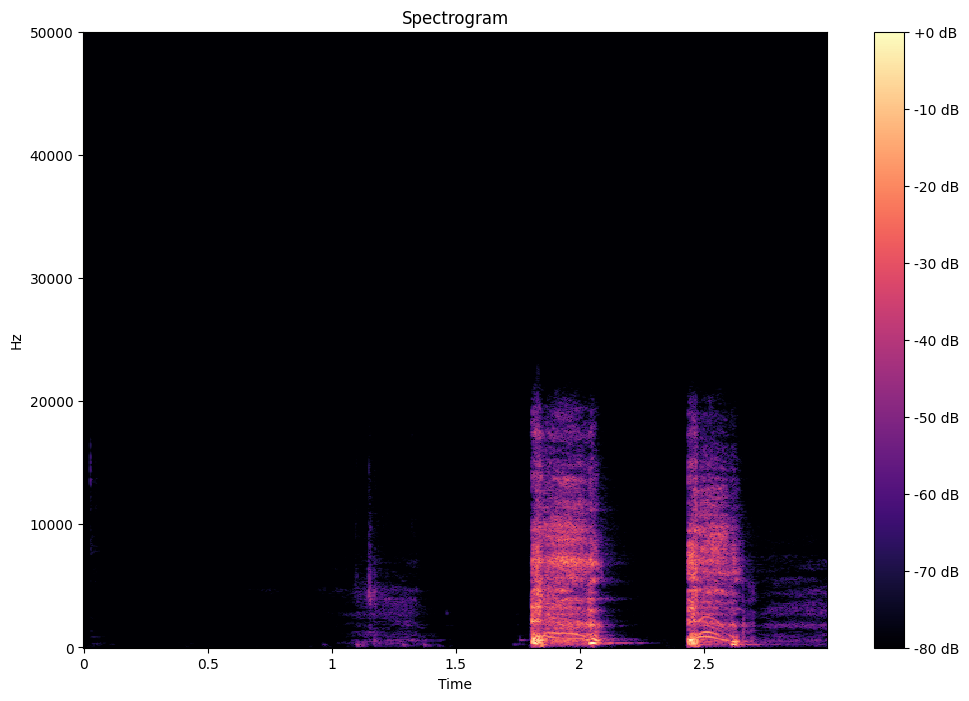 Spectrogram
50000
40000
30000
20000
10000
0
Hz
0
0.5
1
1.5
2
2.5
Time
+0 dB
-10 dB
-20 dB
-30 dB
-40 dB
-50 dB
-60 dB
-70 dB
-80 dB